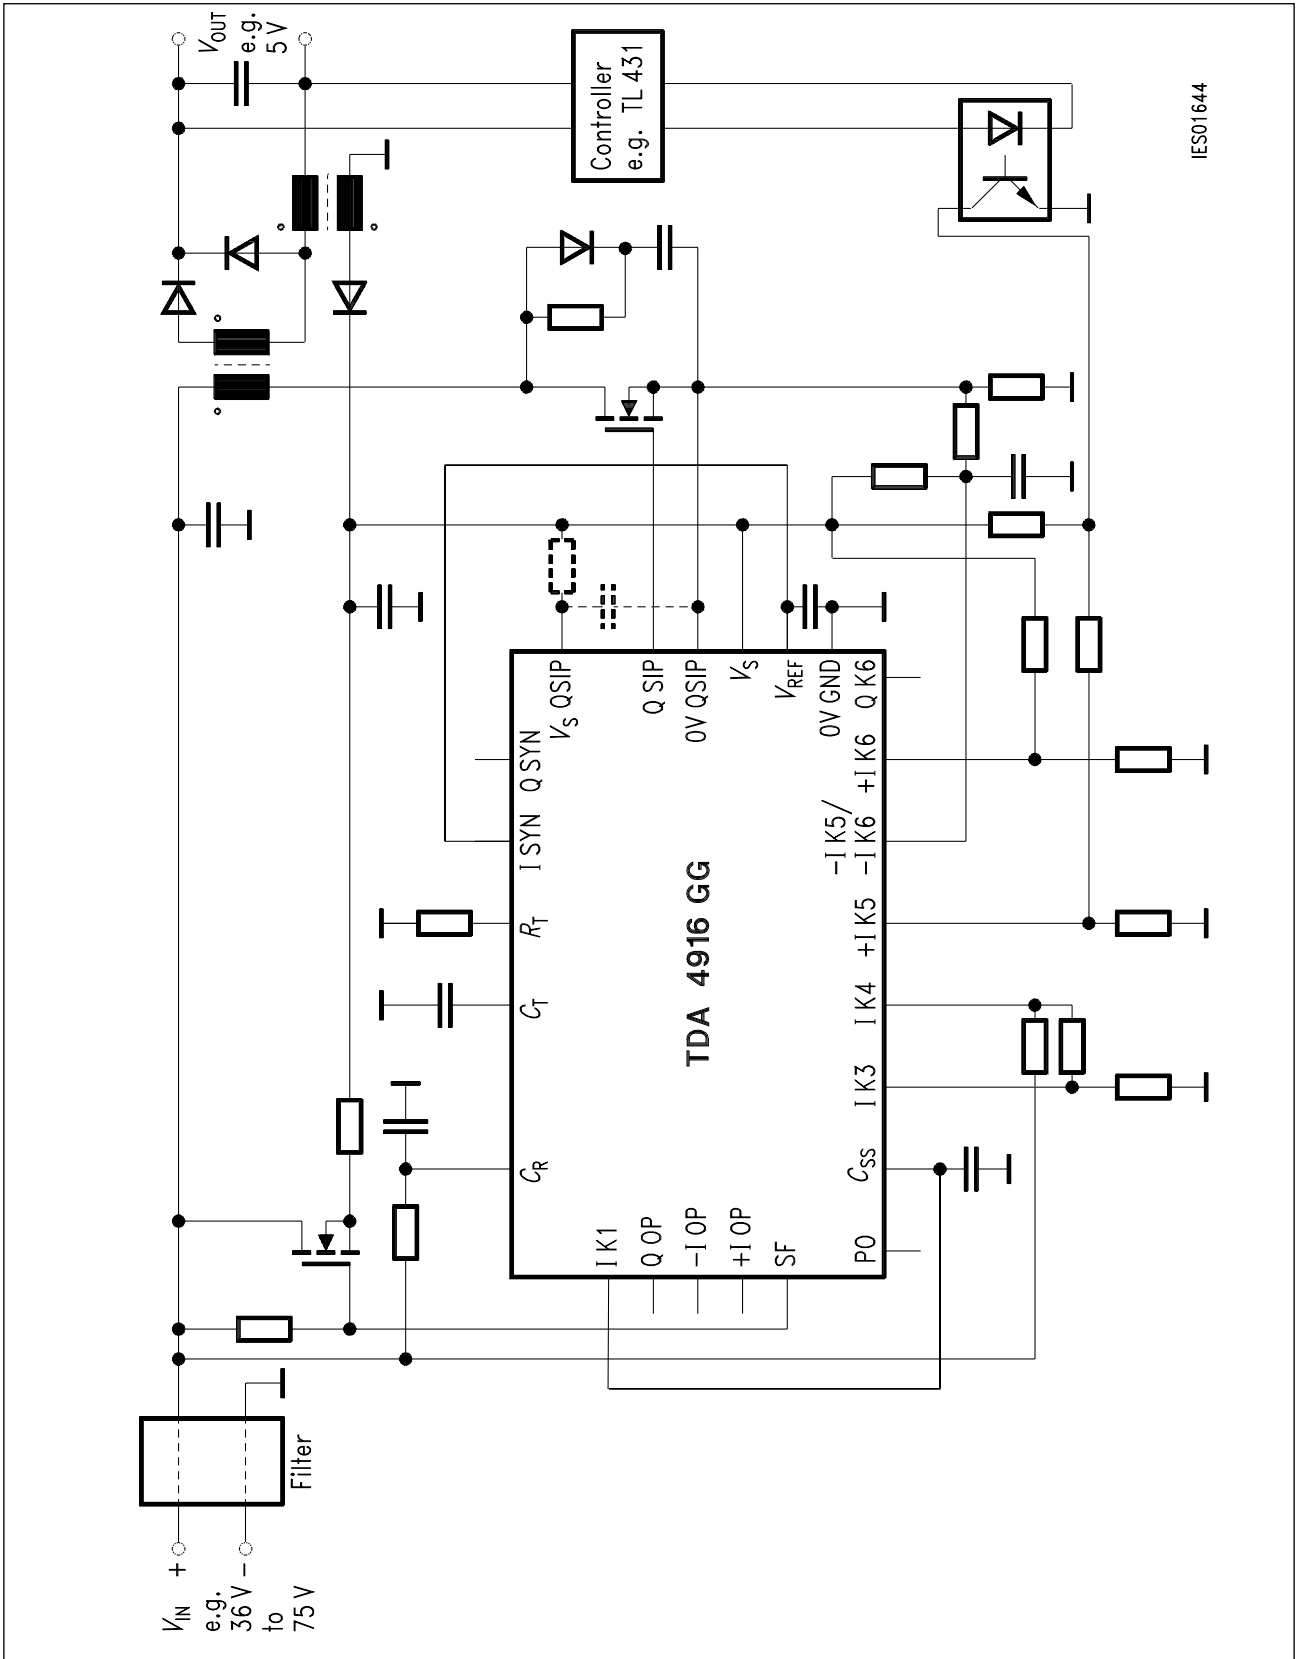 V_IN
+
e.g.
36 V −
to
75 V
Filter
V_OUT
e.g.
5 V
Controller
e.g. TL 431
TDA 4916 GG
C_R
C_T
R_T
I SYN
Q SYN
V_S QSIP
Q SIP
0V QSIP
V_S
V_REF
0V GND
I K1
Q OP
−I OP
+I OP
SF
PO
C_SS
I K3
I K4
+I K5
−I K5/
−I K6
+I K6
Q K6
IES01644